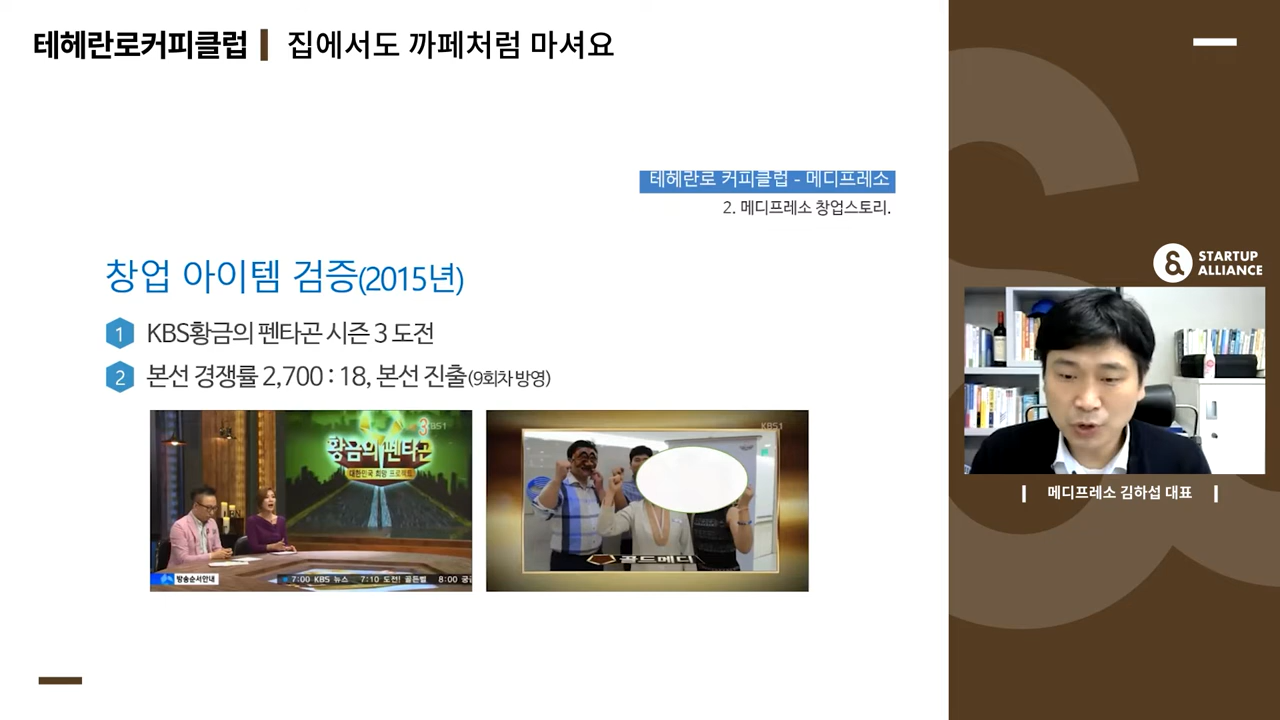 테헤란로커피클럽 | 집에서도 까페처럼 마셔요
테헤란로 커피클럽 - 메디프레소
2. 메디프레소 창업스토리.
창업 아이템 검증(2015년)
1 KBS황금의 펜타곤 시즌 3 도전
2 본선 경쟁률 2,700 : 18, 본선 진출(9회차 방영)
3 KBS1
황금의 펜타곤
대한민국 희망 프로젝트
방송순서안내 7:00 KBS 뉴스 7:10 도전! 골든벨 8:00
KBS1
골드메디
& STARTUP
ALLIANCE
| 메디프레소 김하섭 대표 |